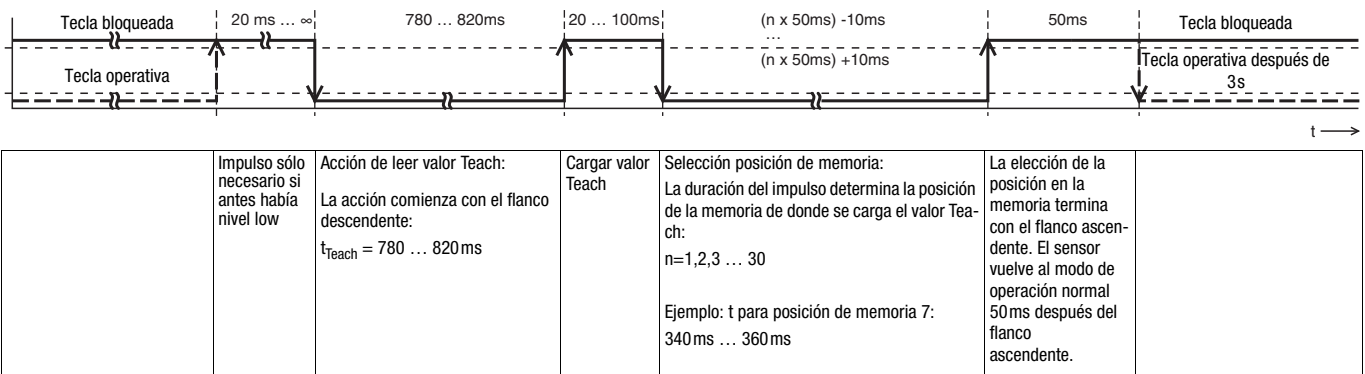 Tecla bloqueada
20 ms … ∞
780 … 820ms
20 … 100ms
(n x 50ms) -10ms
…
(n x 50ms) +10ms
50ms
Tecla bloqueada
Tecla operativa
Tecla operativa después de
3s
t
Impulso sólo
necesario si
antes había
nivel low
Acción de leer valor Teach:
La acción comienza con el flanco
descendente:
tTeach = 780 … 820ms
Cargar valor
Teach
Selección posición de memoria:
La duración del impulso determina la posición
de la memoria de donde se carga el valor Tea-
ch:
n=1,2,3 … 30
Ejemplo: t para posición de memoria 7:
340ms … 360ms
La elección de la
posición en la
memoria termina
con el flanco ascen-
dente. El sensor
vuelve al modo de
operación normal
50ms después del
flanco
ascendente.